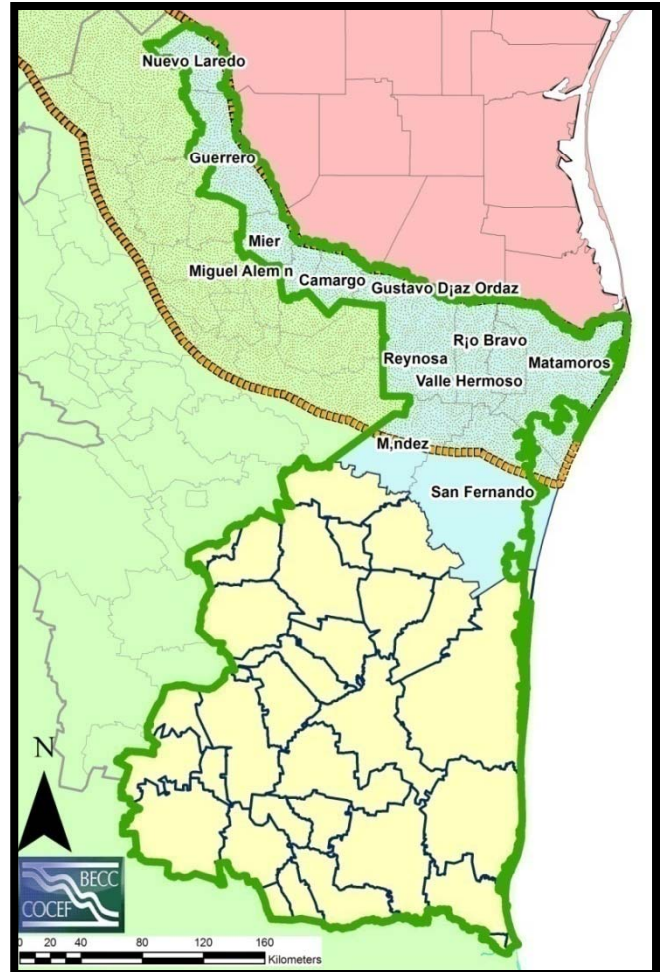 Nuevo Laredo
Guerrero
Mier
Miguel Alem n
Camargo
Gustavo D¡az Ordaz
R¡o Bravo
Reynosa
Matamoros
Valle Hermoso
M‚ndez
San Fernando
N
BECC
COCEF
0 20 40 80 120 160
Kilometers